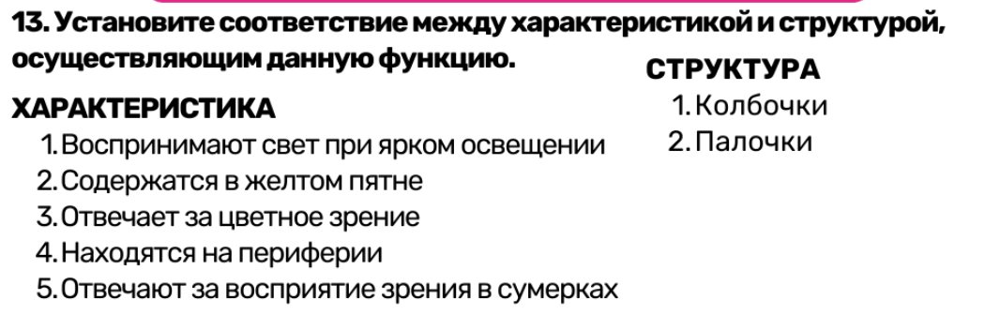 13. Установите соответствие между характеристикой и структурой,
осуществляющим данную функцию.
СТРУКТУРА
1. Колбочки
2. Палочки
ХАРАКТЕРИСТИКА
1. Воспринимают свет при ярком освещении
2. Содержатся в желтом пятне
3. Отвечает за цветное зрение
4. Находятся на периферии
5. Отвечают за восприятие зрения в сумерках